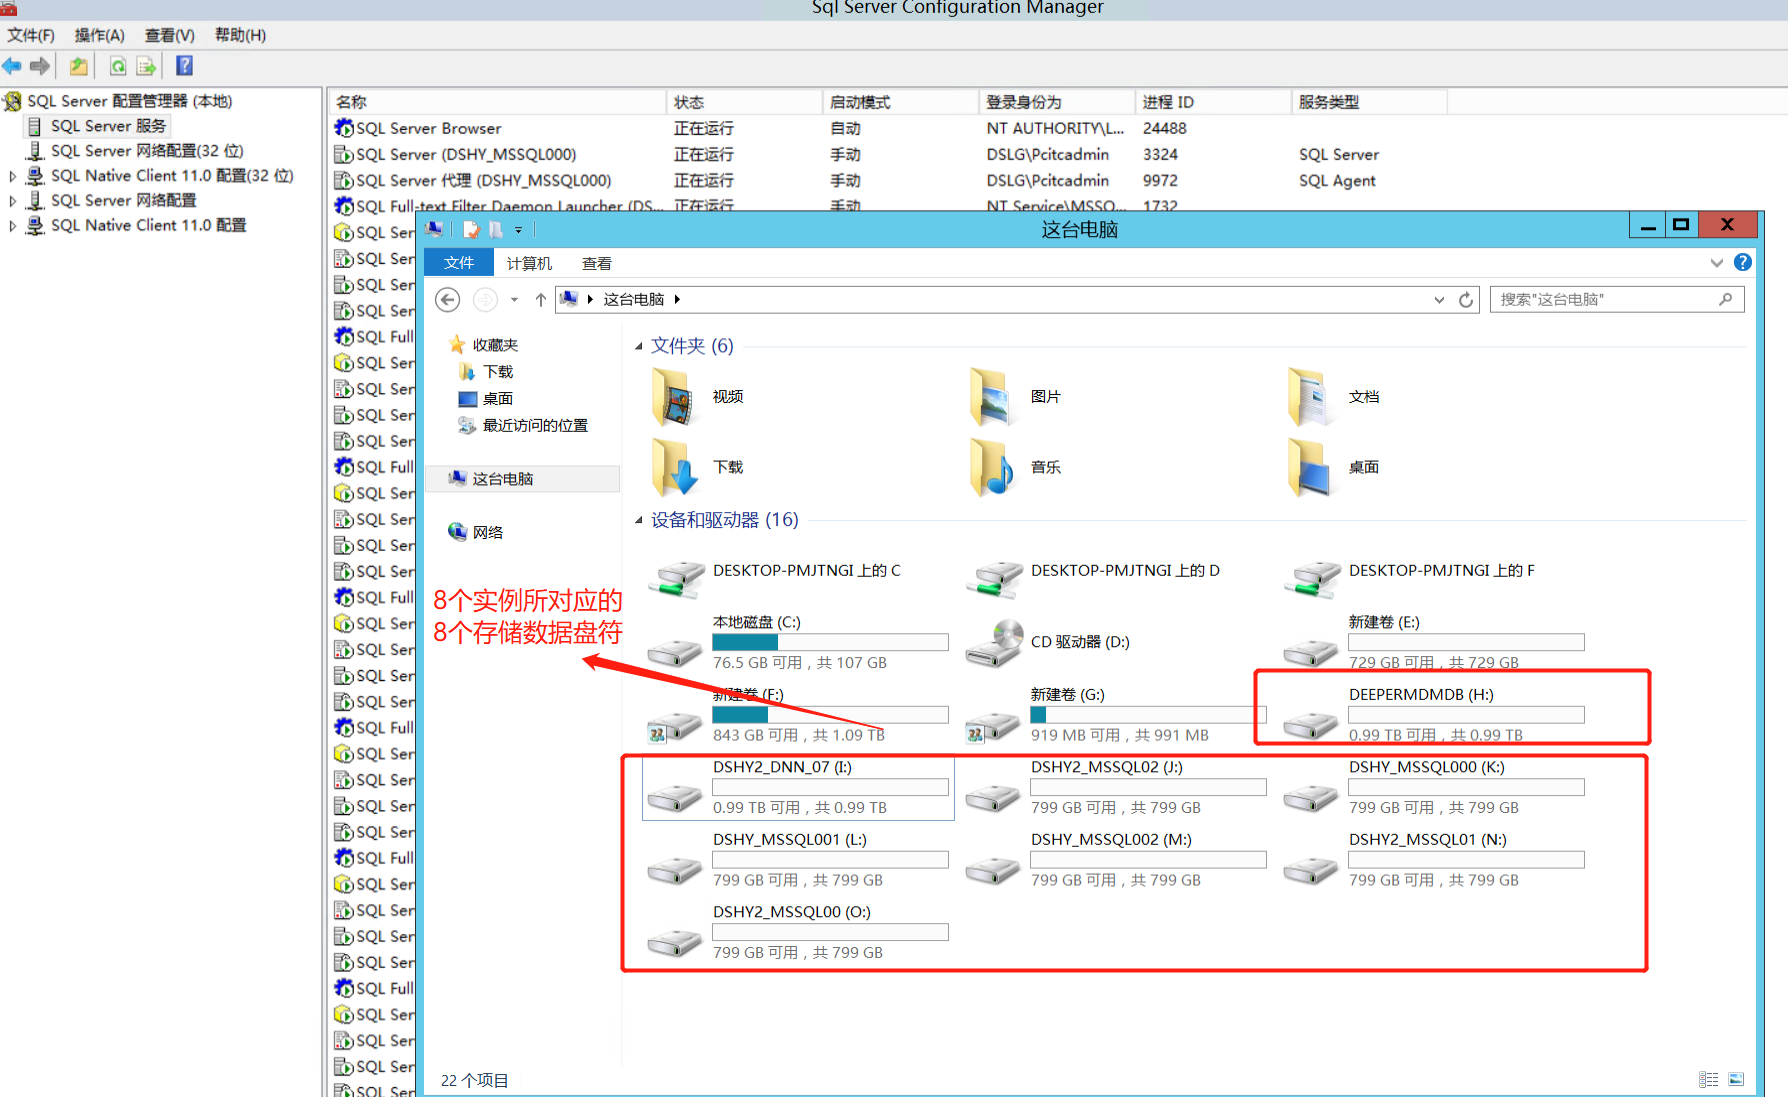 Sql Server Configuration Manager
文件(F) 操作(A) 查看(V) 帮助(H)
SQL Server 配置管理器 (本地)
SQL Server 服务
SQL Server 网络配置(32 位)
SQL Native Client 11.0 配置(32 位)
SQL Server 网络配置
SQL Native Client 11.0 配置
名称 状态 启动模式 登录身份为 进程 ID 服务类型
SQL Server Browser 正在运行 自动 NT AUTHORITY\L... 24488
SQL Server (DSHY_MSSQL000) 正在运行 手动 DSLG\Pcitcadmin 3324 SQL Server
SQL Server 代理 (DSHY_MSSQL000) 正在运行 手动 DSLG\Pcitcadmin 9972 SQL Agent
SQL Full-text Filter Daemon Launcher (DS... 正在运行 手动 NT Service\MSSQ... 1732
SQL Ser
SQL Ser
SQL Ser
SQL Ser
SQL Full
SQL Ser
SQL Ser
SQL Ser
SQL Ser
SQL Full
SQL Ser
SQL Ser
SQL Ser
SQL Ser
SQL Full
SQL Ser
SQL Ser
SQL Ser
SQL Ser
SQL Full
SQL Ser
SQL Ser
SQL Ser
SQL Ser
SQL Full
SQL Ser
SQL Ser
SQL Ser
SQL Ser
SQL Full
SQL Ser
SQL Ser
SQL Ser
SQL Ser
这台电脑
文件 计算机 查看
这台电脑
搜索"这台电脑"
收藏夹
下载
桌面
最近访问的位置
这台电脑
网络
文件夹 (6)
视频 图片 文档
下载 音乐 桌面
设备和驱动器 (16)
DESKTOP-PMJTNGI 上的 C DESKTOP-PMJTNGI 上的 D DESKTOP-PMJTNGI 上的 F
8个实例所对应的
8个存储数据盘符
本地磁盘 (C:)
76.5 GB 可用，共 107 GB
CD 驱动器 (D:)
新建卷 (E:)
729 GB 可用，共 729 GB
新建卷 (F:)
843 GB 可用，共 1.09 TB
新建卷 (G:)
919 MB 可用，共 991 MB
DEEPERMDMDB (H:)
0.99 TB 可用，共 0.99 TB
DSHY2_DNN_07 (I:)
0.99 TB 可用，共 0.99 TB
DSHY2_MSSQL02 (J:)
799 GB 可用，共 799 GB
DSHY_MSSQL000 (K:)
799 GB 可用，共 799 GB
DSHY_MSSQL001 (L:)
799 GB 可用，共 799 GB
DSHY_MSSQL002 (M:)
799 GB 可用，共 799 GB
DSHY2_MSSQL01 (N:)
799 GB 可用，共 799 GB
DSHY2_MSSQL00 (O:)
799 GB 可用，共 799 GB
22 个项目